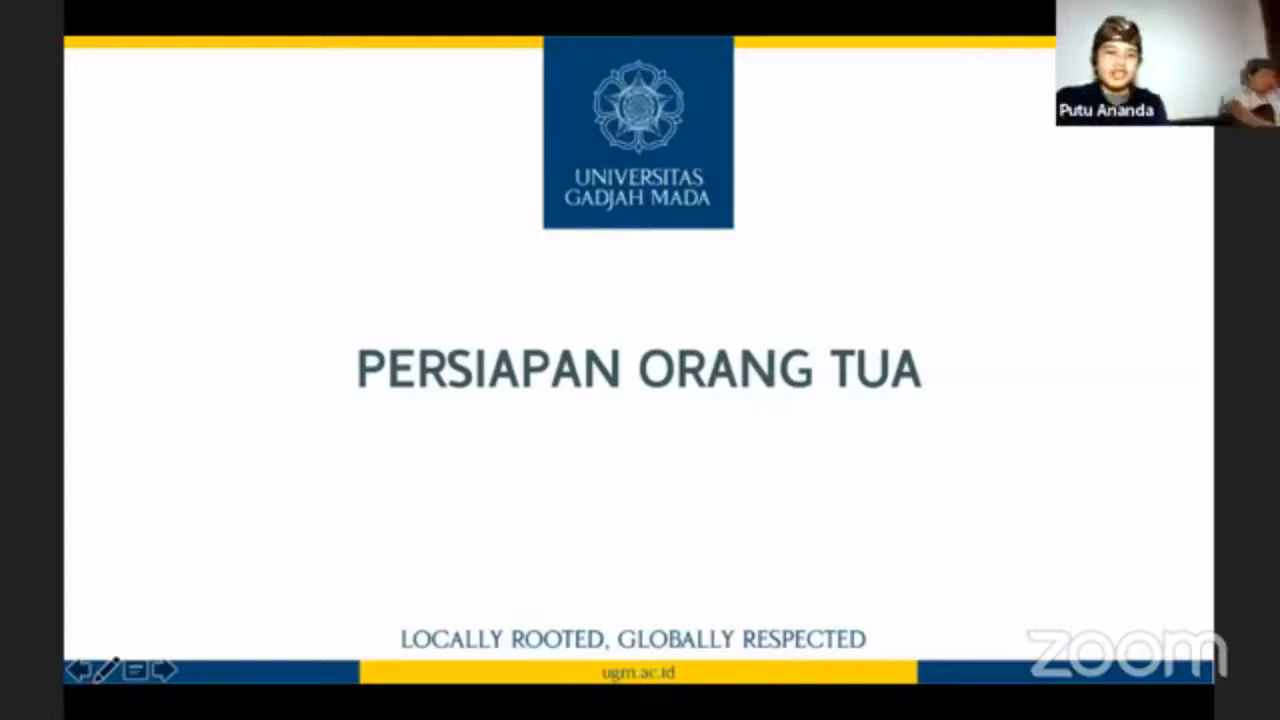 Putu Ananda
UNIVERSITAS
GADJAH MADA
PERSIAPAN ORANG TUA
LOCALLY ROOTED, GLOBALLY RESPECTED
ugm.ac.id
zoom